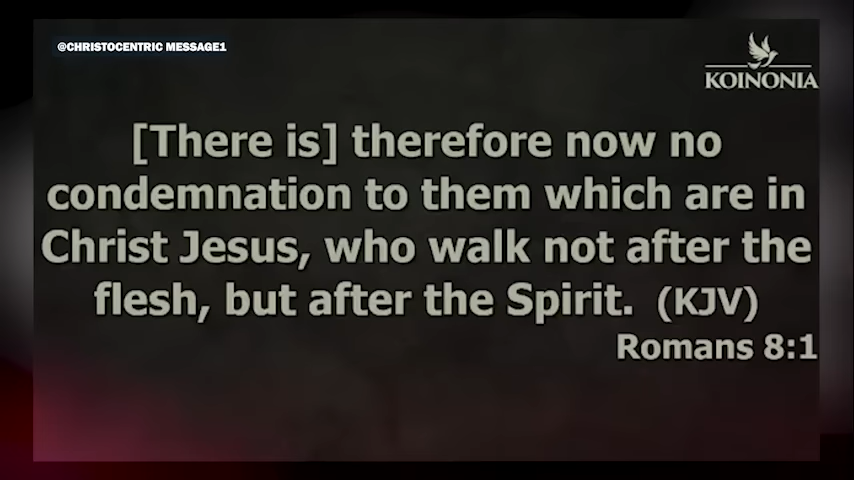 @CHRISTOCENTRIC MESSAGE1
KOINONIA
[There is] therefore now no
condemnation to them which are in
Christ Jesus, who walk not after the
flesh, but after the Spirit. (KJV)
Romans 8:1